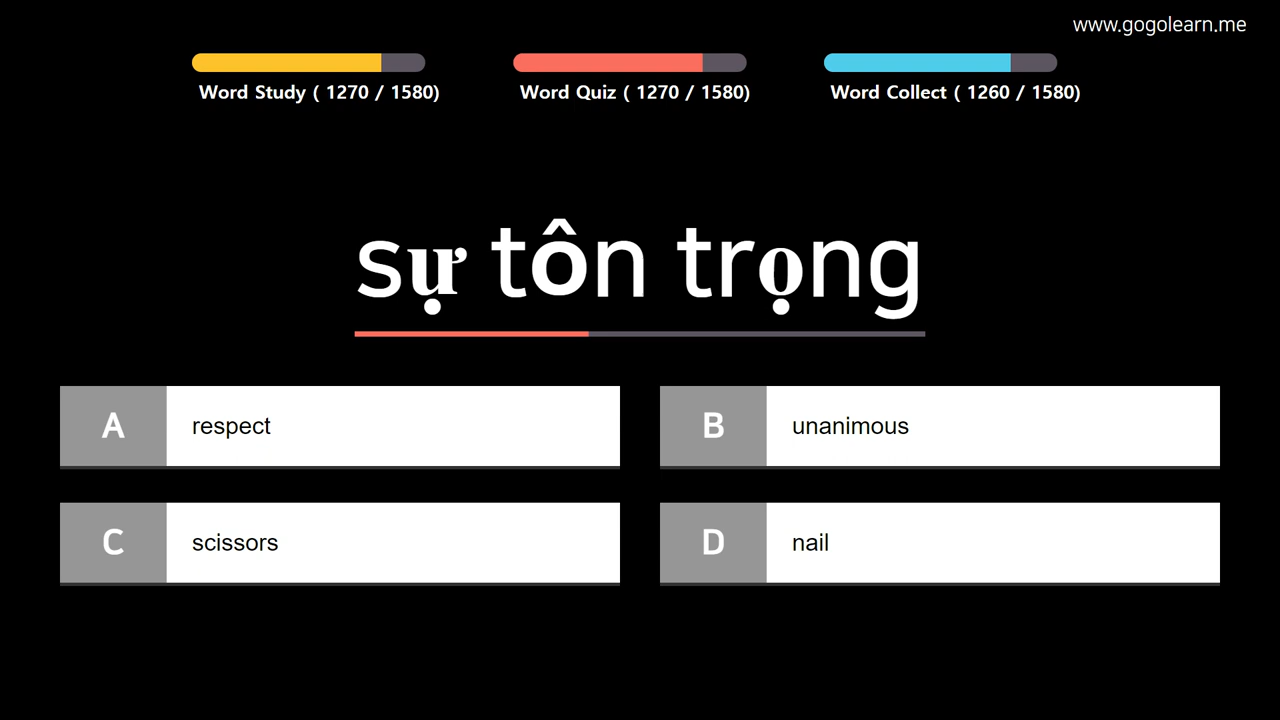 www.gogolearn.me
Word Study ( 1270 / 1580)
Word Quiz ( 1270 / 1580)
Word Collect ( 1260 / 1580)
sự tôn trọng
A respect
B unanimous
C scissors
D nail